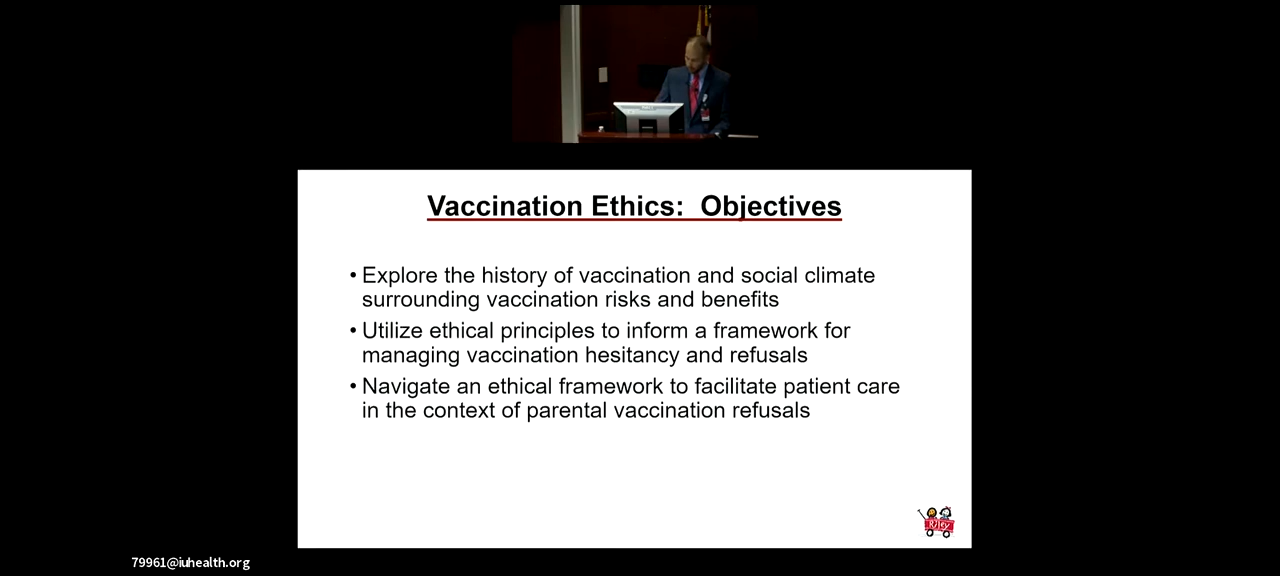 Vaccination Ethics: Objectives
• Explore the history of vaccination and social climate
surrounding vaccination risks and benefits
• Utilize ethical principles to inform a framework for
managing vaccination hesitancy and refusals
• Navigate an ethical framework to facilitate patient care
in the context of parental vaccination refusals
Riley
79961@iuhealth.org